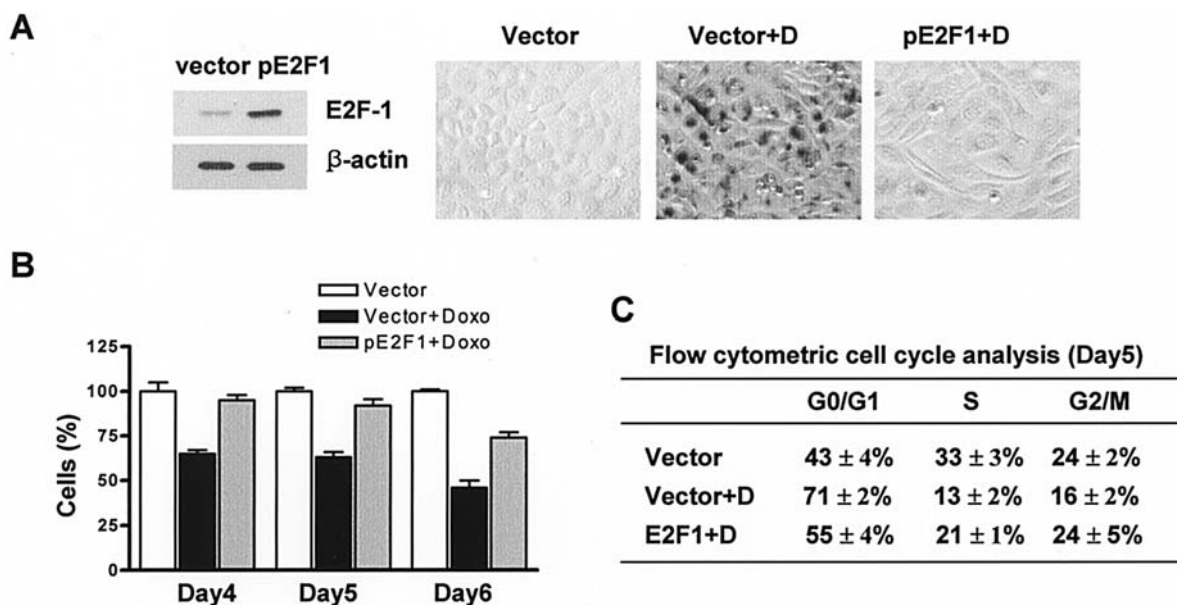 A
Vector Vector+D pE2F1+D
vector pE2F1
E2F-1
β-actin
B
Vector
Vector+Doxo
pE2F1+Doxo
125
100
75
50
25
0
Cells (%)
Day4 Day5 Day6
C
Flow cytometric cell cycle analysis (Day5)
G0/G1 S G2/M
Vector 43 ± 4% 33 ± 3% 24 ± 2%
Vector+D 71 ± 2% 13 ± 2% 16 ± 2%
E2F1+D 55 ± 4% 21 ± 1% 24 ± 5%